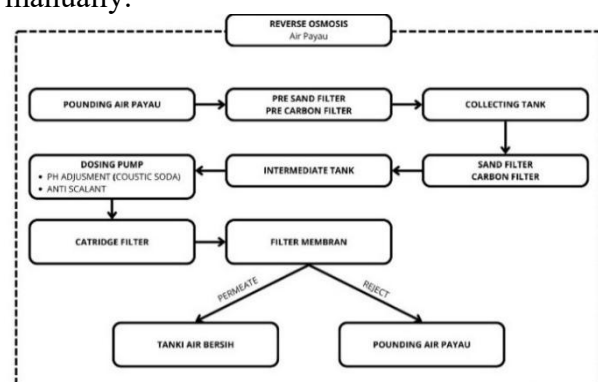 manually.
REVERSE OSMOSIS
Air Payau
POUNDING AIR PAYAU
PRE SAND FILTER
PRE CARBON FILTER
COLLECTING TANK
DOSING PUMP
• PH ADJUSMENT (COUSTIC SODA)
• ANTI SCALANT
INTERMEDIATE TANK
SAND FILTER
CARBON FILTER
CATRIDGE FILTER
FILTER MEMBRAN
PERMEATE
REJECT
TANKI AIR BERSIH
POUNDING AIR PAYAU